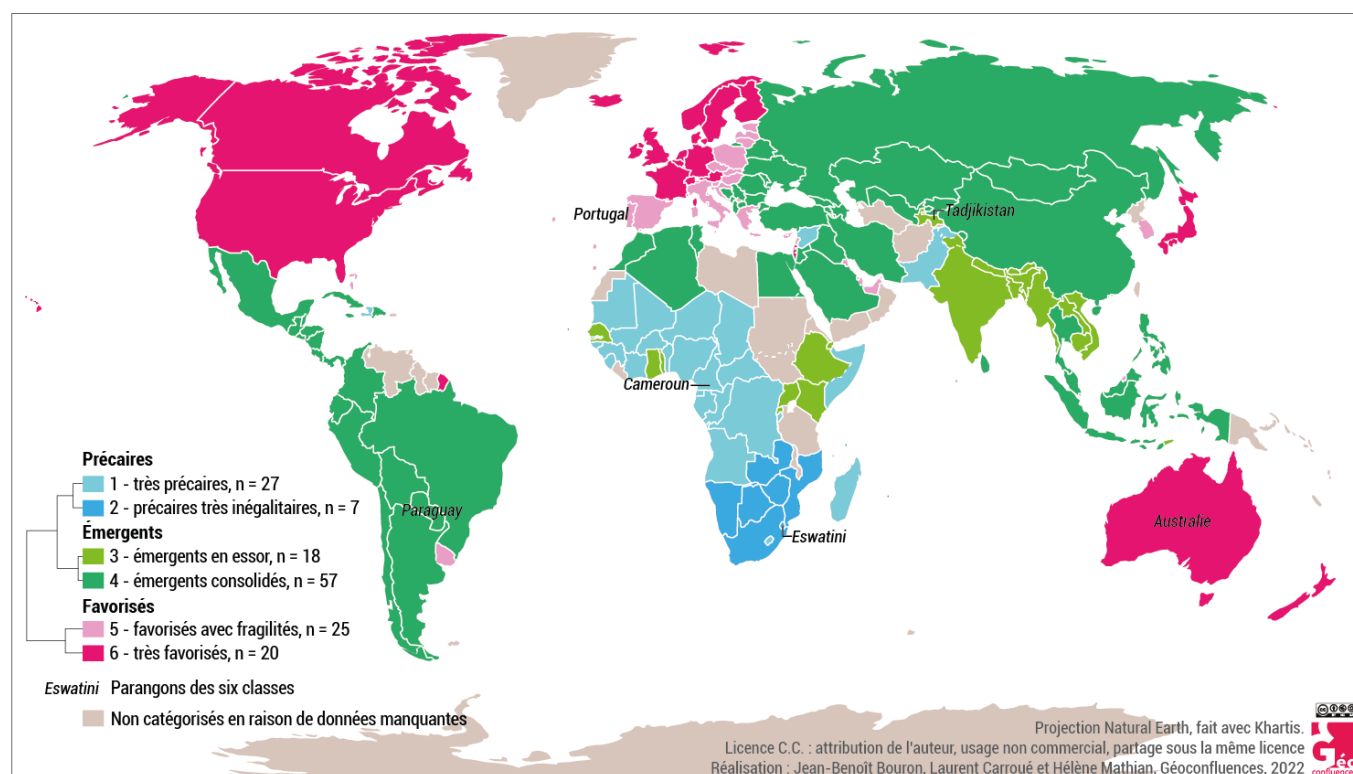 Tadjikistan
Portugal
Cameroun
Paraguay
Eswatini
Australie
Précaires
1 - très précaires, n = 27
2 - précaires très inégalitaires, n = 7
Émergents
3 - émergents en essor, n = 18
4 - émergents consolidés, n = 57
Favorisés
5 - favorisés avec fragilités, n = 25
6 - très favorisés, n = 20
Eswatini Parangons des six classes
Non catégorisés en raison de données manquantes
Projection Natural Earth, fait avec Khartis.
Licence C.C. : attribution de l'auteur, usage non commercial, partage sous la même licence
Réalisation : Jean-Benoît Bouron, Laurent Carroué et Hélène Mathian, Géoconfluences, 2022
Géo
confluences